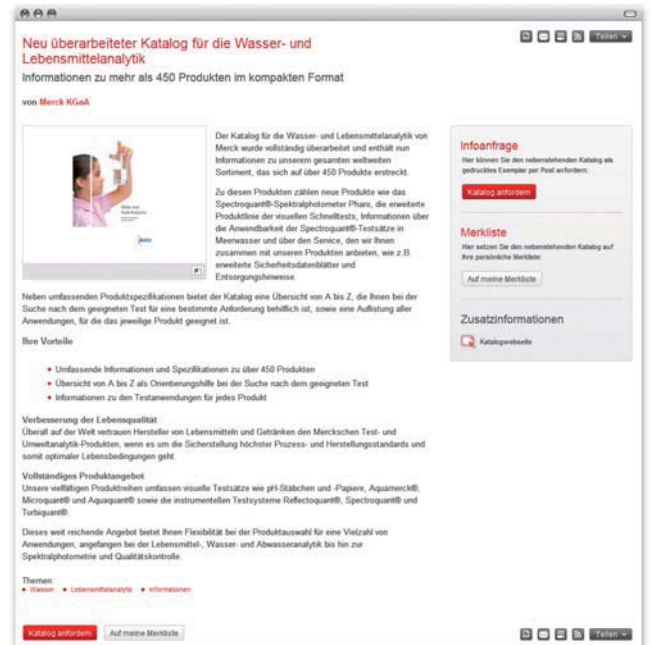 Neu überarbeiteter Katalog für die Wasser- und
Lebensmittelanalytik
Informationen zu mehr als 450 Produkten im kompakten Format
von Merck KGaA
Teilen
Der Katalog für die Wasser- und Lebensmittelanalytik von
Merck wurde vollständig überarbeitet und enthält nun
Informationen zu unserem gesamten weltweiten
Sortiment, das sich auf über 450 Produkte erstreckt.
Zu diesen Produkten zählen neue Produkte wie das
Spectroquant®-Spektralphotometer Pharo, die erweiterte
Produktlinie der visuellen Schnelltests, Informationen über
die Anwendbarkeit der Spectroquant®-Testsätze in
Meerwasser und über den Service, den wir Ihnen
zusammen mit unseren Produkten anbieten, wie z.B.
erweiterte Sicherheitsdatenblätter und
Entsorgungshinweise.
Neben umfassenden Produktspezifikationen bietet der Katalog eine Übersicht von A bis Z, die Ihnen bei der
Suche nach dem geeigneten Test für eine bestimmte Anforderung behilflich ist, sowie eine Auflistung aller
Anwendungen, für die das jeweilige Produkt geeignet ist.
Ihre Vorteile
• Umfassende Informationen und Spezifikationen zu über 450 Produkten
• Übersicht von A bis Z als Orientierungshilfe bei der Suche nach dem geeigneten Test
• Informationen zu den Testanwendungen für jedes Produkt
Verbesserung der Lebensqualität
Überall auf der Welt vertrauen Hersteller von Lebensmitteln und Getränken den Merckschen Test- und
Umweltanalytik-Produkten, wenn es um die Sicherstellung höchster Prozess- und Herstellungsstandards und
somit optimaler Lebensbedingungen geht.
Vollständiges Produktangebot
Unsere vielfältigen Produktreihen umfassen visuelle Testsätze wie pH-Stäbchen und -Papiere, Aquamerck®,
Microquant® und Aquaquant® sowie die instrumentellen Testsysteme Reflectoquant®, Spectroquant® und
Turbiquant®.
Dieses weit reichende Angebot bietet Ihnen Flexibilität bei der Produktauswahl für eine Vielzahl von
Anwendungen, angefangen bei der Lebensmittel-, Wasser- und Abwasseranalytik bis hin zur
Spektralphotometrie und Qualitätskontrolle.
Themen:
• Wasser • Lebensmittelanalytik • Informationen
Katalog anfordern Auf meine Merkliste
Infoanfrage
Hier können Sie den nebenstehenden Katalog als
gedrucktes Exemplar per Post anfordern:
Katalog anfordern
Merkliste
Hier setzen Sie den nebenstehenden Katalog auf
Ihre persönliche Merkliste:
Auf meine Merkliste
Zusatzinformationen
Katalogwebseite
Teilen